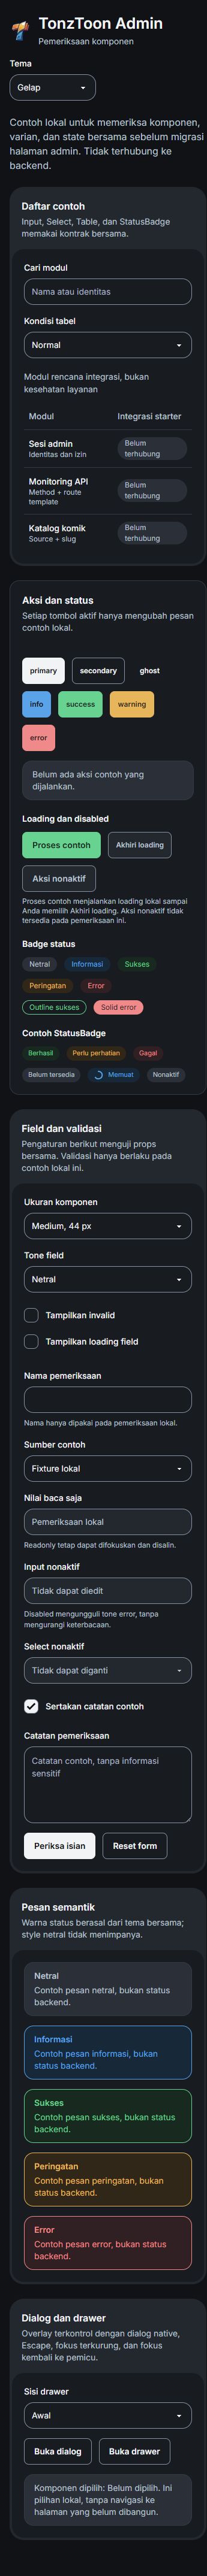 TonzToon Admin
Pemeriksaan komponen
Tema
Gelap
Contoh lokal untuk memeriksa komponen,
varian, dan state bersama sebelum migrasi
halaman admin. Tidak terhubung ke
backend.
Daftar contoh
Input, Select, Table, dan StatusBadge
memakai kontrak bersama.
Cari modul
Nama atau identitas
Kondisi tabel
Normal
Modul rencana integrasi, bukan
kesehatan layanan
Modul Integrasi starter
Sesi admin
Identitas dan izin
Belum
terhubung
Monitoring API
Method + route
template
Belum
terhubung
Katalog komik
Source + slug
Belum
terhubung
Aksi dan status
Setiap tombol aktif hanya mengubah pesan
contoh lokal.
primary secondary ghost
info success warning
error
Belum ada aksi contoh yang
dijalankan.
Loading dan disabled
Proses contoh Akhiri loading
Aksi nonaktif
Proses contoh menjalankan loading lokal sampai
Anda memilih Akhiri loading. Aksi nonaktif tidak
tersedia pada pemeriksaan ini.
Badge status
Netral Informasi Sukses
Peringatan Error
Outline sukses Solid error
Contoh StatusBadge
Berhasil Perlu perhatian Gagal
Belum tersedia Memuat Nonaktif
Field dan validasi
Pengaturan berikut menguji props
bersama. Validasi hanya berlaku pada
contoh lokal ini.
Ukuran komponen
Medium, 44 px
Tone field
Netral
Tampilkan invalid
Tampilkan loading field
Nama pemeriksaan
Nama hanya dipakai pada pemeriksaan lokal.
Sumber contoh
Fixture lokal
Nilai baca saja
Pemeriksaan lokal
Readonly tetap dapat difokuskan dan disalin.
Input nonaktif
Tidak dapat diedit
Disabled mengungguli tone error, tanpa
mengurangi keterbacaan.
Select nonaktif
Tidak dapat diganti
Sertakan catatan contoh
Catatan pemeriksaan
Catatan contoh, tanpa informasi
sensitif
Periksa isian Reset form
Pesan semantik
Warna status berasal dari tema bersama;
style netral tidak menimpanya.
Netral
Contoh pesan netral, bukan status
backend.
Informasi
Contoh pesan informasi, bukan
status backend.
Sukses
Contoh pesan sukses, bukan status
backend.
Peringatan
Contoh pesan peringatan, bukan
status backend.
Error
Contoh pesan error, bukan status
backend.
Dialog dan drawer
Overlay terkontrol dengan dialog native,
Escape, fokus terkurung, dan fokus
kembali ke pemicu.
Sisi drawer
Awal
Buka dialog Buka drawer
Komponen dipilih: Belum dipilih. Ini
pilihan lokal, tanpa navigasi ke
halaman yang belum dibangun.